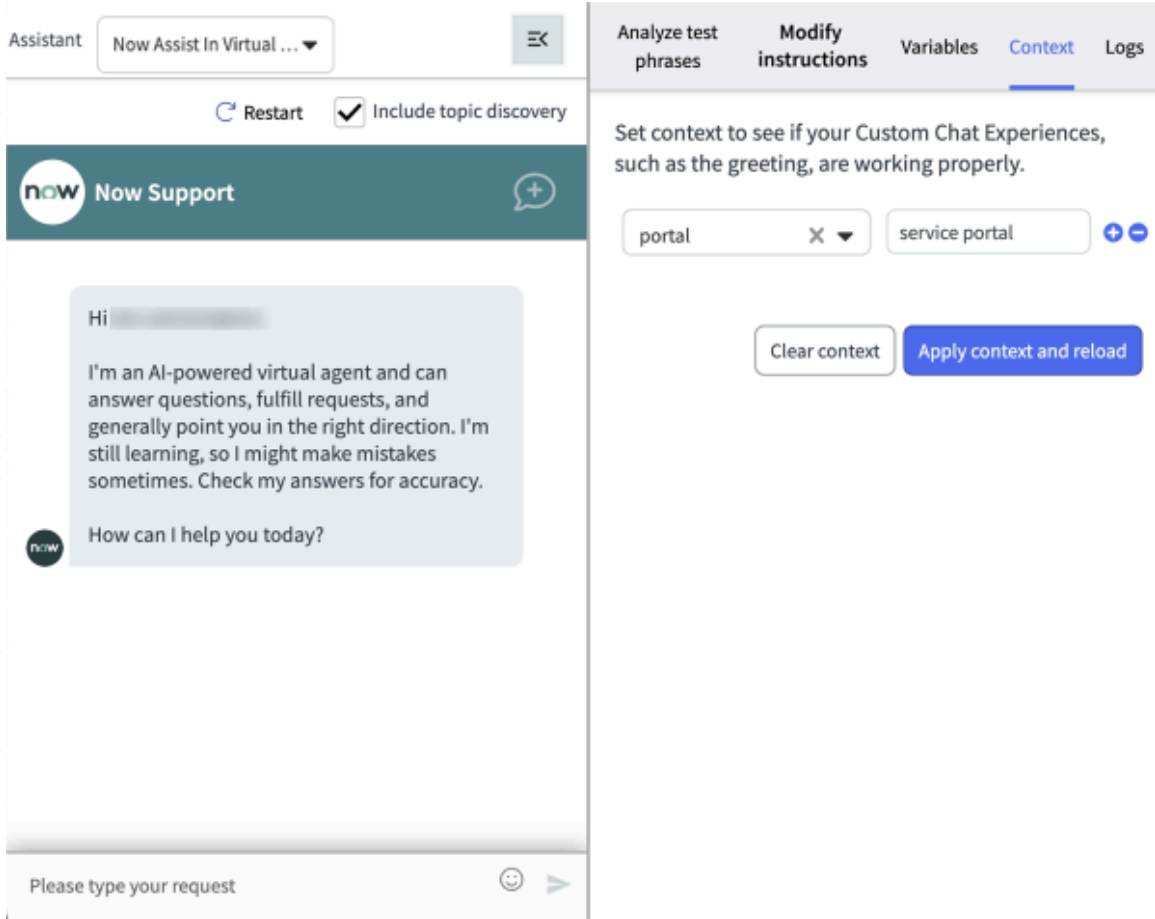 Assistant
Now Assist In Virtual ...
Restart
Include topic discovery
now
Now Support
Hi
I'm an AI-powered virtual agent and can
answer questions, fulfill requests, and
generally point you in the right direction. I'm
still learning, so I might make mistakes
sometimes. Check my answers for accuracy.
How can I help you today?
now
Please type your request
Analyze test
phrases
Modify
instructions
Variables
Context
Logs
Set context to see if your Custom Chat Experiences,
such as the greeting, are working properly.
portal
service portal
Clear context
Apply context and reload